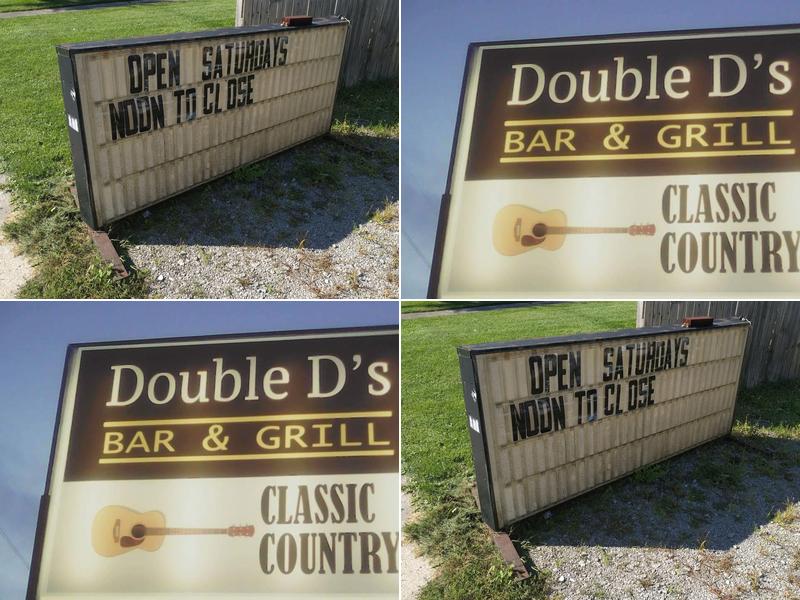 OPEN SATURDAYS
NOON TO CLOSE
Double D's
BAR & GRILL
CLASSIC
COUNTRY
Double D's
BAR & GRILL
CLASSIC
COUNTRY
OPEN SATURDAYS
NOON TO CLOSE